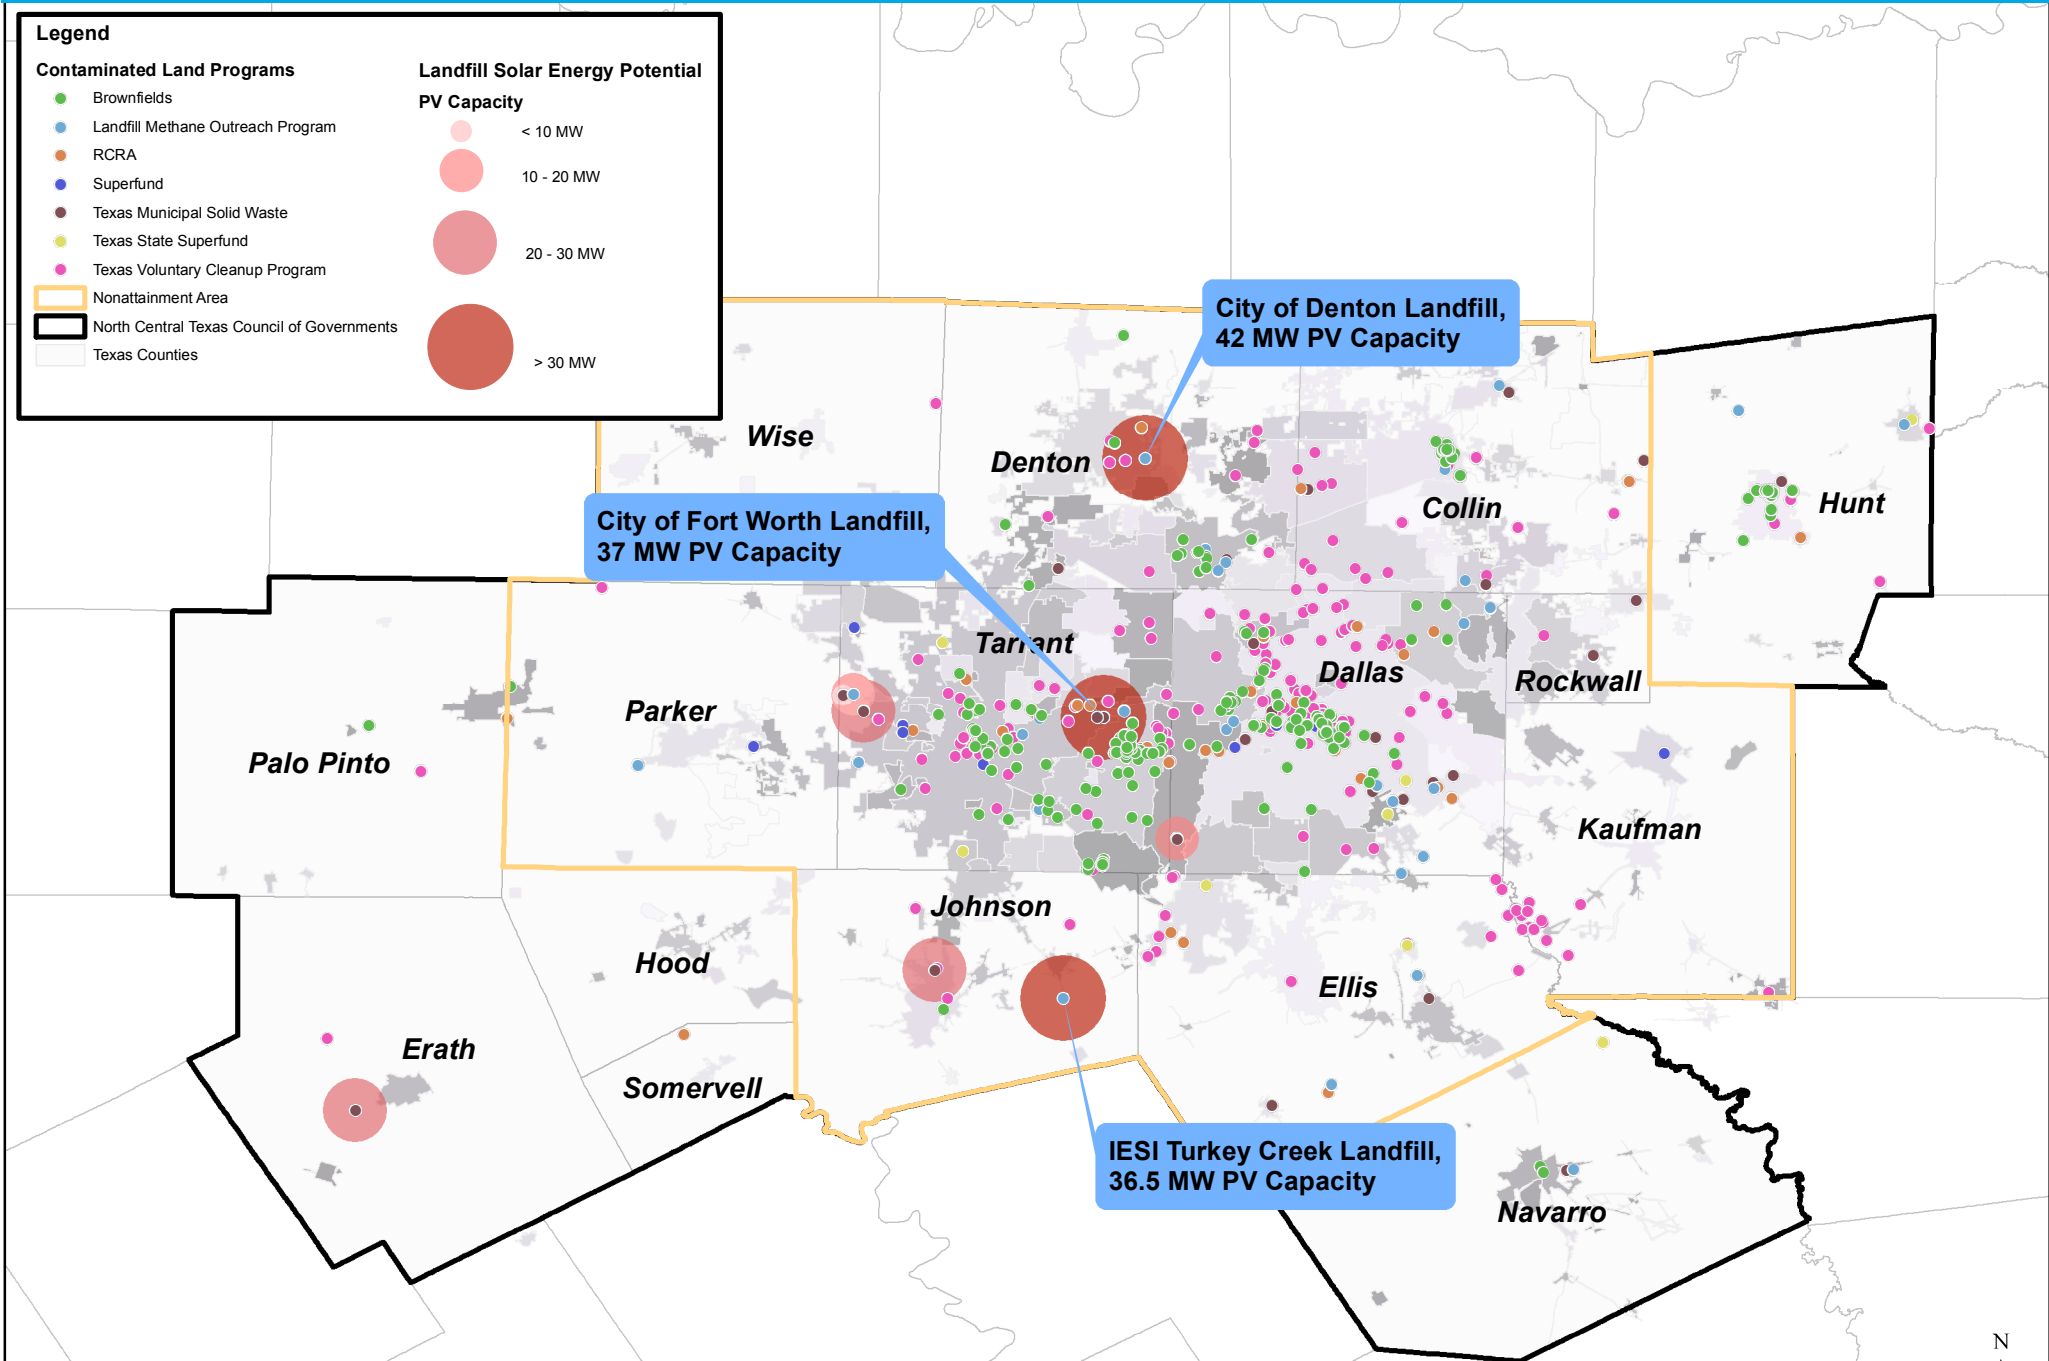 Legend
Contaminated Land Programs
Brownfields
Landfill Methane Outreach Program
RCRA
Superfund
Texas Municipal Solid Waste
Texas State Superfund
Texas Voluntary Cleanup Program
Nonattainment Area
North Central Texas Council of Governments
Texas Counties
Landfill Solar Energy Potential
PV Capacity
< 10 MW
10 - 20 MW
20 - 30 MW
> 30 MW
City of Denton Landfill,
42 MW PV Capacity
Wise
Denton
Collin
Hunt
City of Fort Worth Landfill,
37 MW PV Capacity
Tarrant
Dallas
Rockwall
Parker
Palo Pinto
Kaufman
Johnson
Hood
Ellis
Erath
Somervell
IESI Turkey Creek Landfill,
36.5 MW PV Capacity
Navarro
N